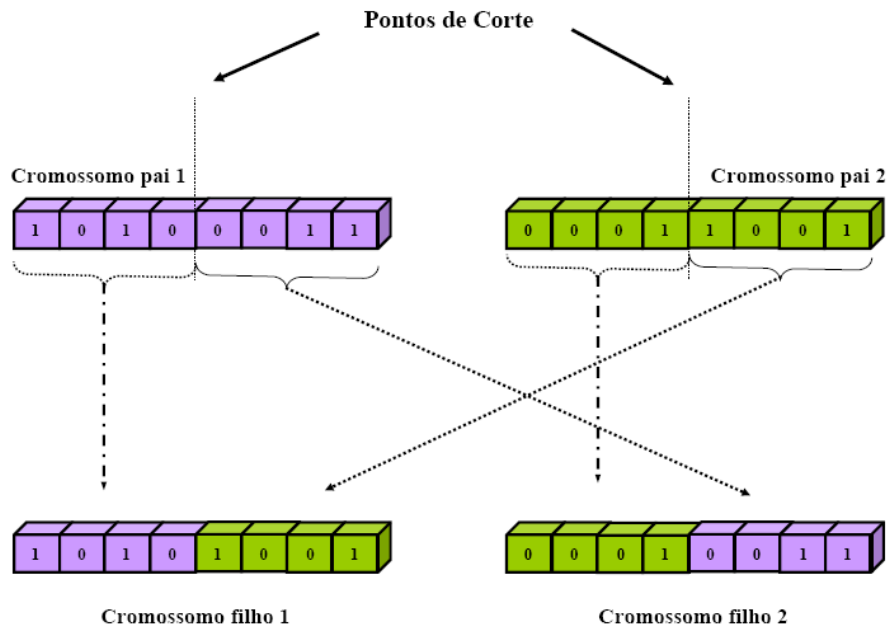 Pontos de Corte
Cromossomo pai 1
Cromossomo pai 2
1 0 1 0 0 0 1 1
0 0 0 1 1 0 0 1
1 0 1 0 1 0 0 1
0 0 0 1 0 0 1 1
Cromossomo filho 1
Cromossomo filho 2